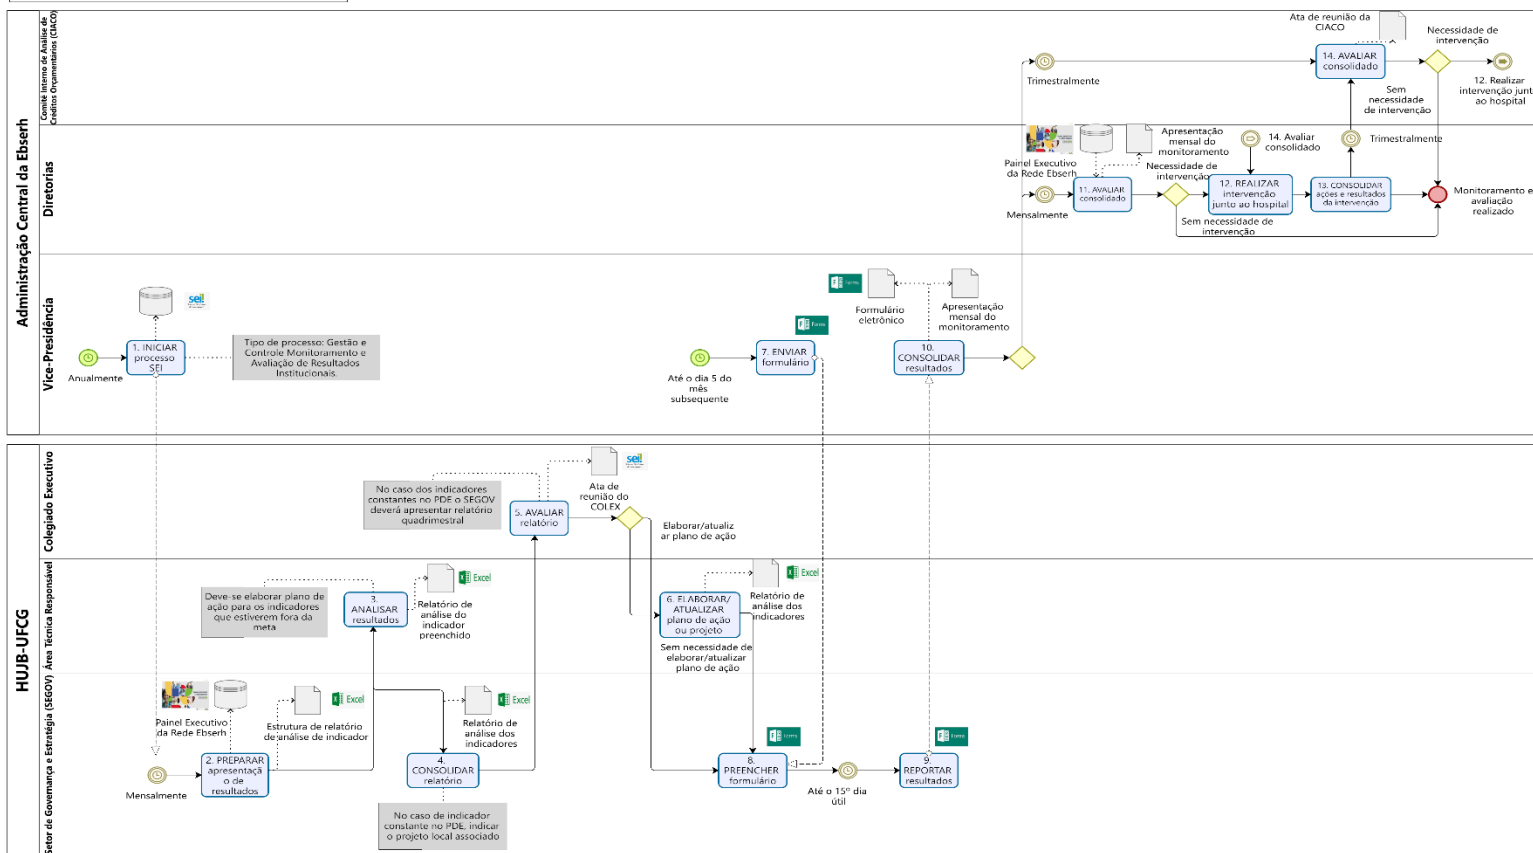 Administração Central da Ebserh
Comitê Interno de Análise de
Créditos Orçamentários (CIACO)
Ata de reunião da
CIACO
Necessidade de
intervenção
Trimestralmente
14. AVALIAR
consolidado
12. Realizar
intervenção junt
ao hospital
Sem
necessidade
de intervenção
Diretorias
Painel Executivo
da Rede Ebserh
Apresentação
mensal do
monitoramento
14. Avaliar
consolidado
Trimestralmente
Mensalmente
11. AVALIAR
consolidado
Necessidade de
intervenção
12. REALIZAR
intervenção
junto ao hospital
13. CONSOLIDAR
ações e resultados
da intervenção
Monitoramento e
avaliação
realizado
Sem necessidade de
intervenção
Vice-Presidência
sei!
Anualmente
1. INICIAR
processo
SEI
Tipo de processo: Gestão e
Controle Monitoramento e
Avaliação de Resultados
Institucionais.
Até o dia 5 do
mês
subsequente
Forms
7. ENVIAR
formulário
Forms
Formulário
eletrônico
Apresentação
mensal do
monitoramento
10.
CONSOLIDAR
resultados
HUJB-UFCG
Colegiado Executivo
No caso dos indicadores
constantes no PDE o SEGOV
deverá apresentar relatório
quadrimestral
5. AVALIAR
relatório
sei!
Ata de
reunião do
COLEX
Elaborar/atualiz
ar plano de ação
Área Técnica Responsável
Deve-se elaborar plano de
ação para os indicadores
que estiverem fora da
meta
3.
ANALISAR
resultados
Excel
Relatório de
análise do
indicador
preenchido
6. ELABORAR/
ATUALIZAR
plano de ação
ou projeto
Excel
Relatório de
análise dos
indicadores
Sem necessidade de
elaborar/atualizar
plano de ação
Setor de Governança e Estratégia (SEGOV)
Painel Executivo
da Rede Ebserh
Excel
Estrutura de relatório
de análise de indicador
Excel
Relatório de
análise dos
indicadores
Mensalmente
2. PREPARAR
apresentaçã
o de
resultados
4.
CONSOLIDAR
relatório
No caso de indicador
constante no PDE, indicar
o projeto local associado
Forms
8.
PREENCHER
formulário
Até o 15º dia
útil
Forms
9.
REPORTAR
resultados